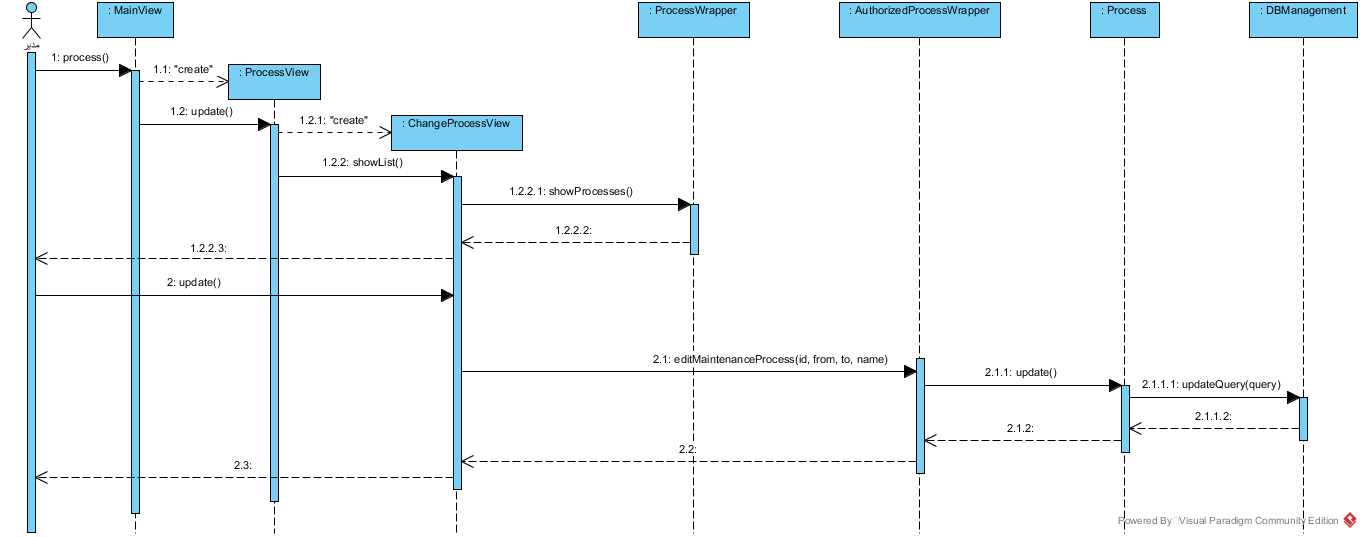 : MainView
: ProcessWrapper
: AuthorizedProcessWrapper
: Process
: DBManagement
مدیر
1: process()
1.1: "create"
: ProcessView
1.2: update()
1.2.1: "create"
: ChangeProcessView
1.2.2: showList()
1.2.2.1: showProcesses()
1.2.2.2:
1.2.2.3:
2: update()
2.1: editMaintenanceProcess(id, from, to, name)
2.1.1: update()
2.1.1.1: updateQuery(query)
2.1.1.2:
2.1.2:
2.2:
2.3:
Powered By Visual Paradigm Community Edition